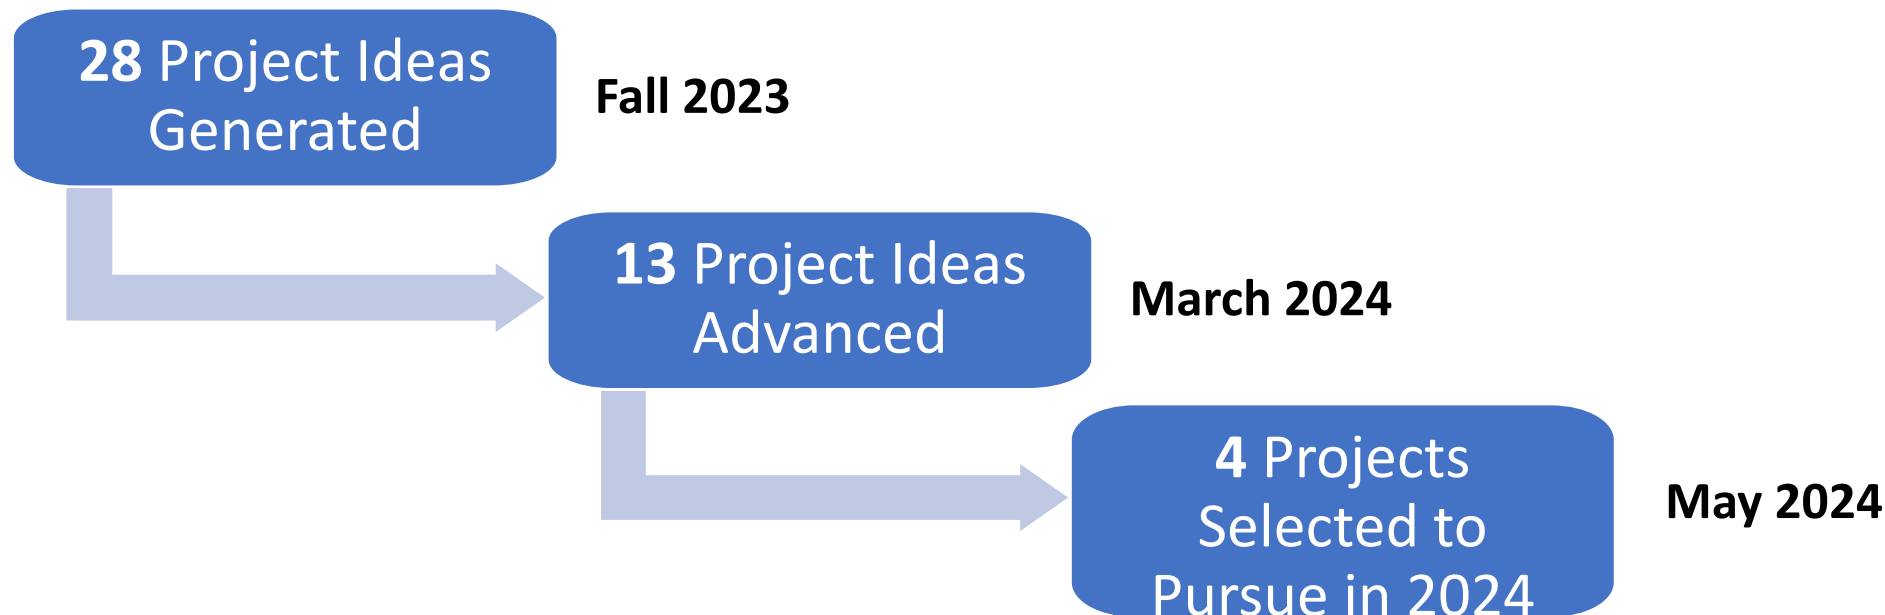 28 Project Ideas
Generated
Fall 2023
13 Project Ideas
Advanced
March 2024
4 Projects
Selected to
Pursue in 2024
May 2024